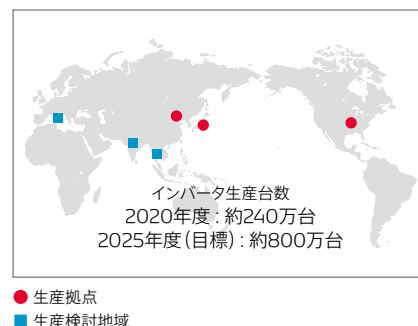 インバータ生産台数
2020年度：約240万台
2025年度（目標）：約800万台
生産拠点
生産検討地域